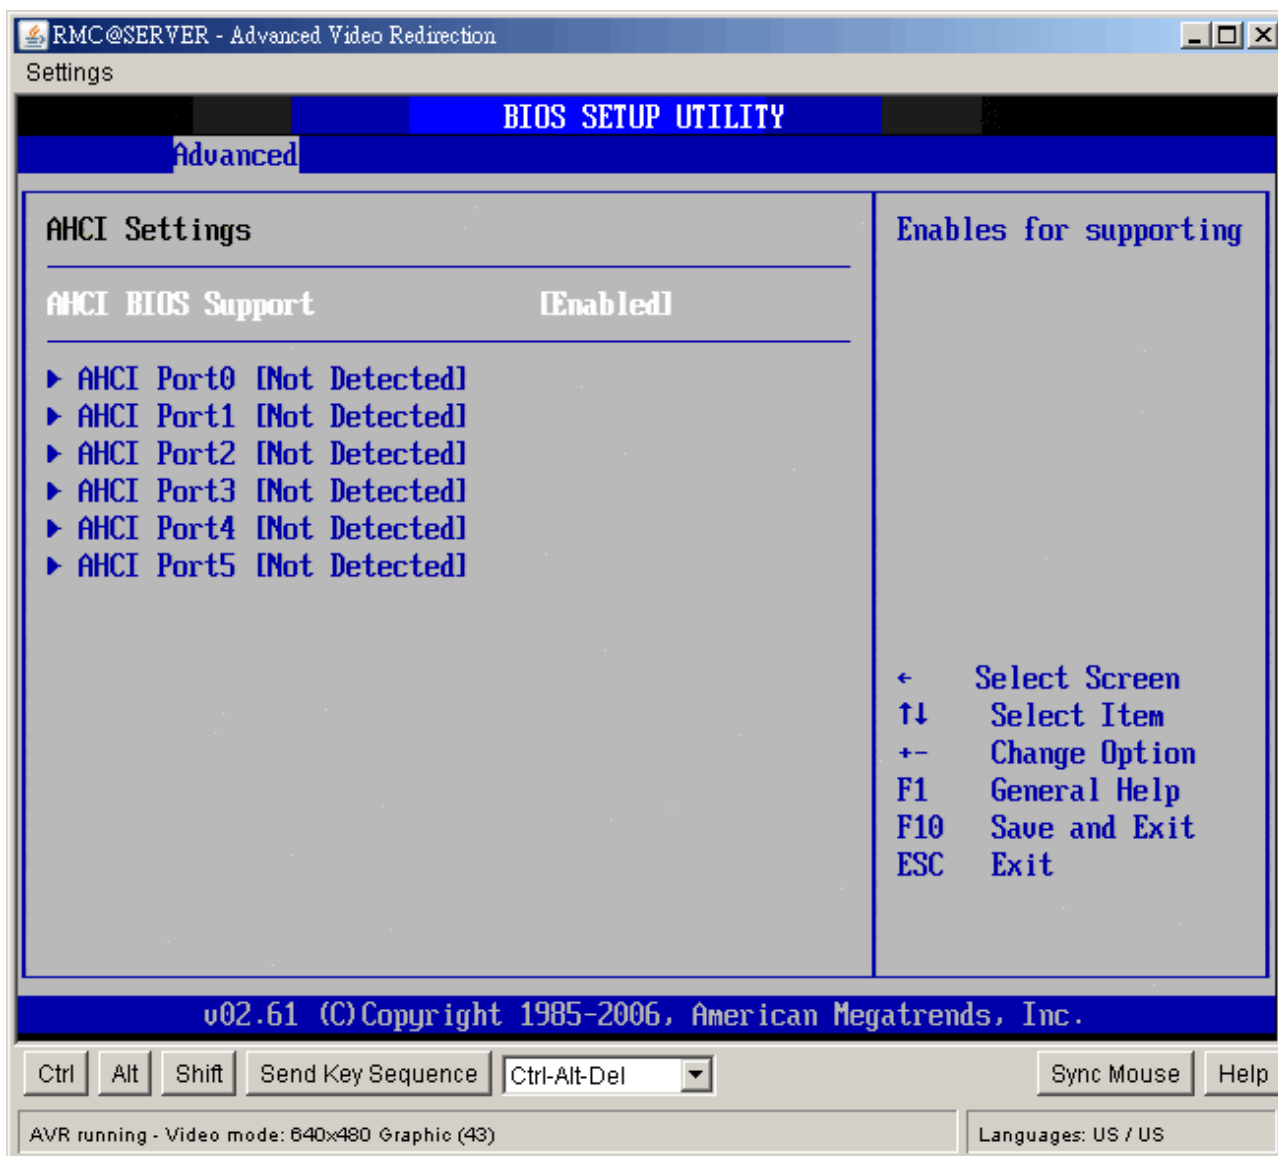 RMC@SERVER - Advanced Video Redirection
Settings
BIOS SETUP UTILITY
Advanced
AHCI Settings
AHCI BIOS Support [Enabled]
AHCI Port0 [Not Detected]
AHCI Port1 [Not Detected]
AHCI Port2 [Not Detected]
AHCI Port3 [Not Detected]
AHCI Port4 [Not Detected]
AHCI Port5 [Not Detected]
Enables for supporting
← Select Screen
↑↓ Select Item
+- Change Option
F1 General Help
F10 Save and Exit
ESC Exit
v02.61 (C)Copyright 1985-2006, American Megatrends, Inc.
Ctrl Alt Shift Send Key Sequence Ctrl-Alt-Del Sync Mouse Help
AVR running - Video mode: 640x480 Graphic (43) Languages: US / US